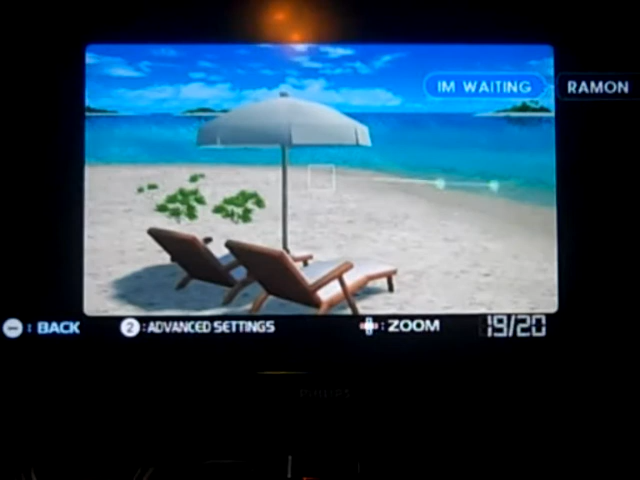 IM WAITING RAMON
⊖: BACK ②:ADVANCED SETTINGS :ZOOM 19/20